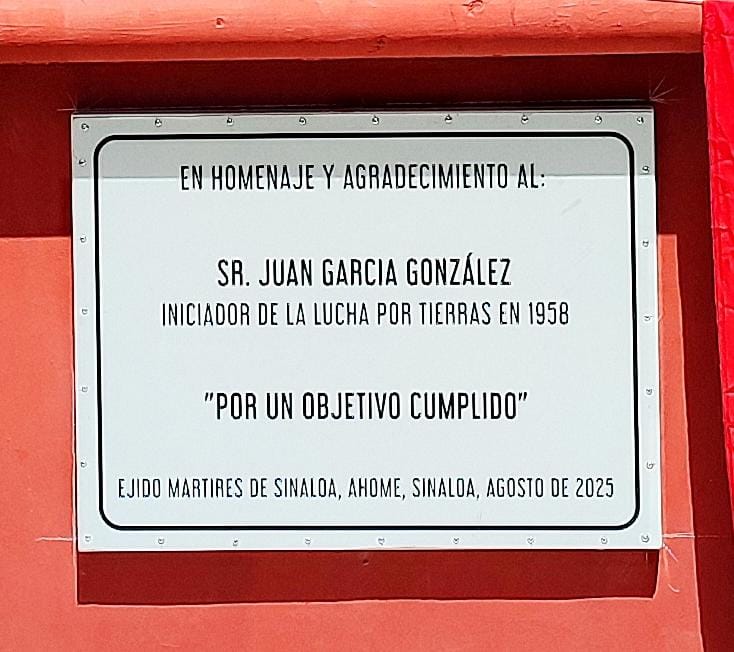 EN HOMENAJE Y AGRADECIMIENTO AL:
SR. JUAN GARCIA GONZÁLEZ
INICIADOR DE LA LUCHA POR TIERRAS EN 1958
"POR UN OBJETIVO CUMPLIDO"
EJIDO MARTIRES DE SINALOA, AHOME, SINALOA, AGOSTO DE 2025